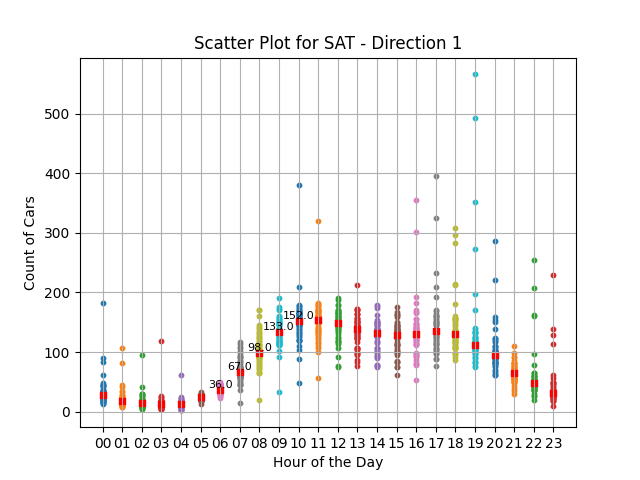 Scatter Plot for SAT - Direction 1
Count of Cars
500
400
300
200
100
0
36.0
67.0
98.0
133.0
152.0
00 01 02 03 04 05 06 07 08 09 10 11 12 13 14 15 16 17 18 19 20 21 22 23
Hour of the Day